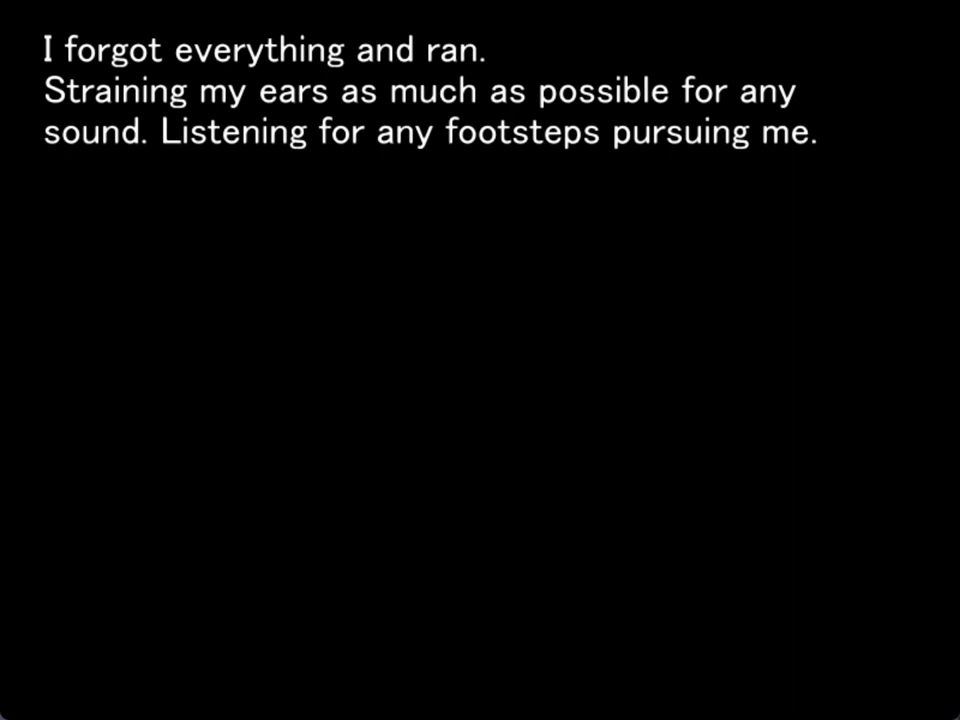 I forgot everything and ran.
Straining my ears as much as possible for any
sound. Listening for any footsteps pursuing me.